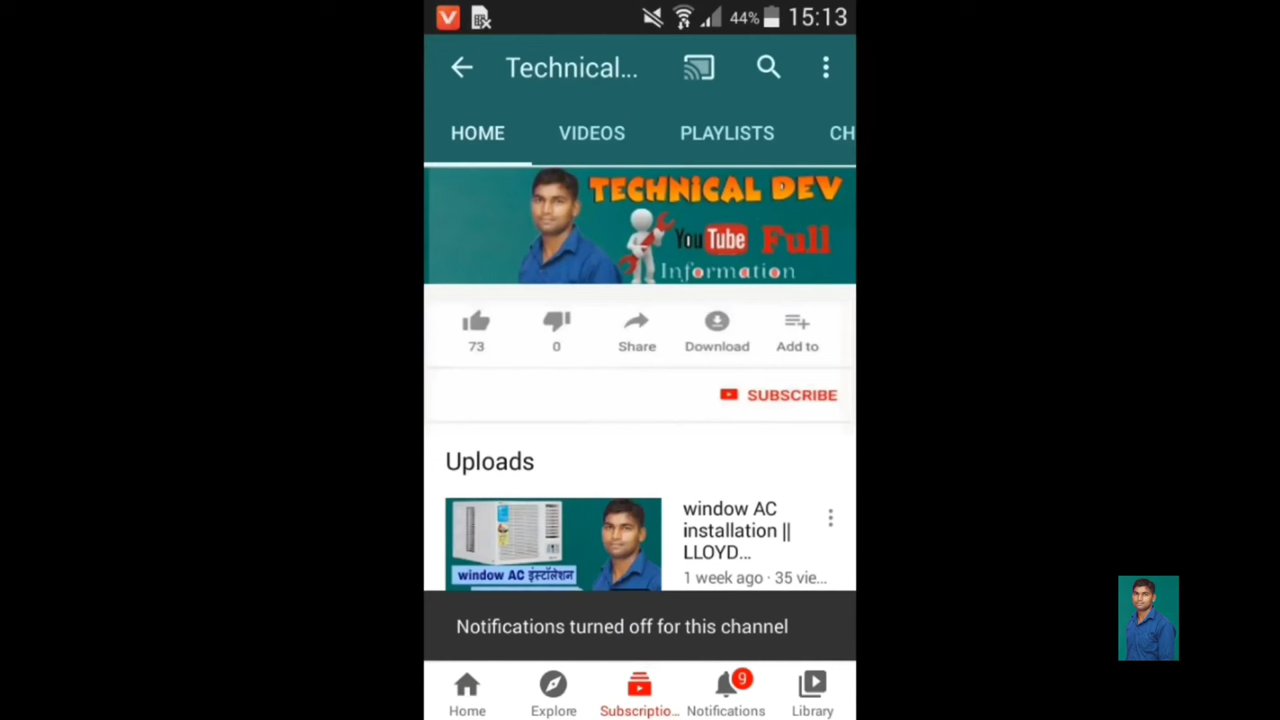 44% 15:13
Technical...
HOME VIDEOS PLAYLISTS CH
TECHNICAL DEV
YouTube Full
Information
73 0 Share Download Add to
SUBSCRIBE
Uploads
window AC
installation ||
LLOYD...
1 week ago · 35 vie...
window AC इंस्टॉलेशन
Notifications turned off for this channel
9
Home Explore Subscriptio... Notifications Library